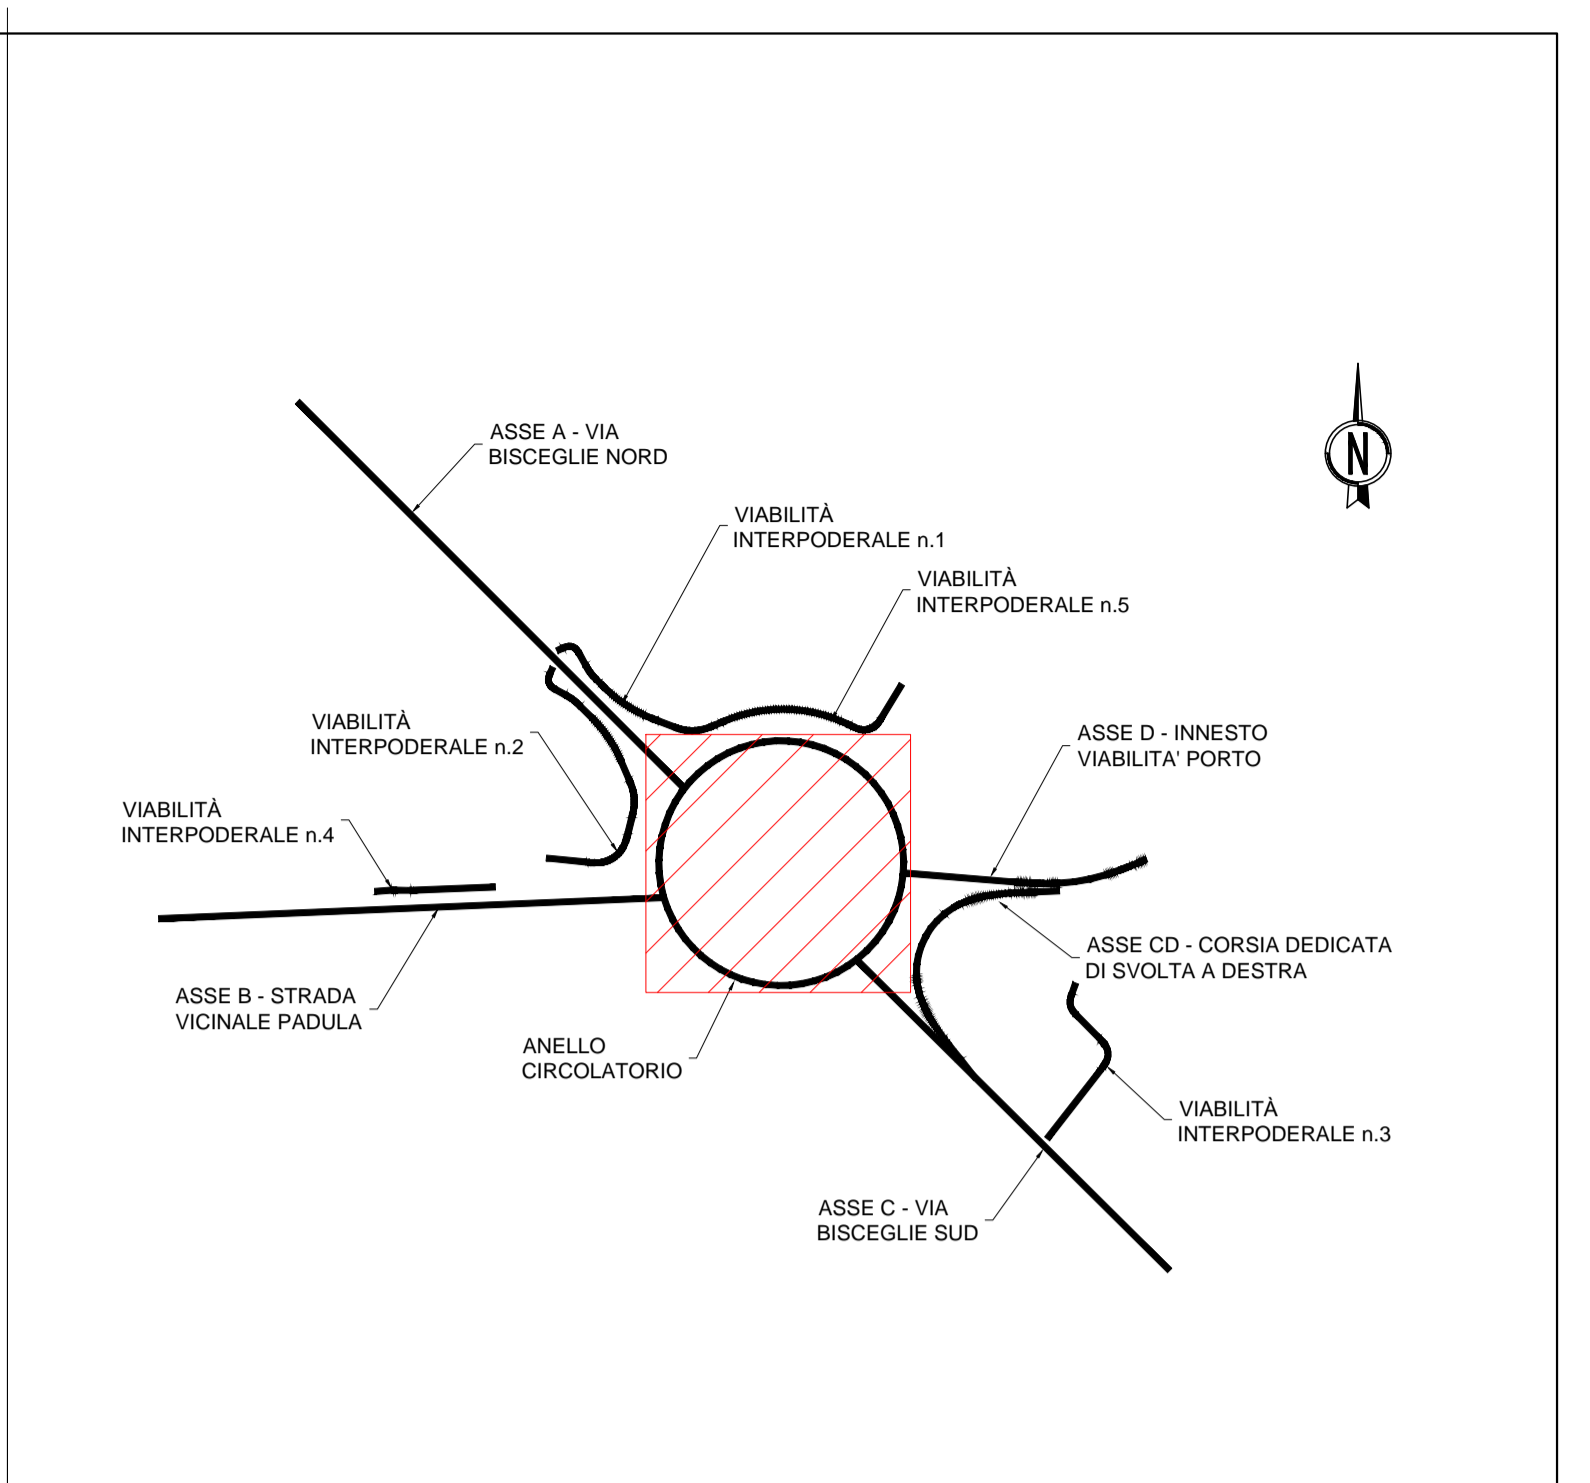 ASSE A - VIA
BISCEGLIE NORD
N
VIABILITÀ
INTERPODERALE n.1
VIABILITÀ
INTERPODERALE n.5
VIABILITÀ
INTERPODERALE n.2
ASSE D - INNESTO
VIABILITA' PORTO
VIABILITÀ
INTERPODERALE n.4
ASSE CD - CORSIA DEDICATA
DI SVOLTA A DESTRA
ASSE B - STRADA
VICINALE PADULA
ANELLO
CIRCOLATORIO
VIABILITÀ
INTERPODERALE n.3
ASSE C - VIA
BISCEGLIE SUD